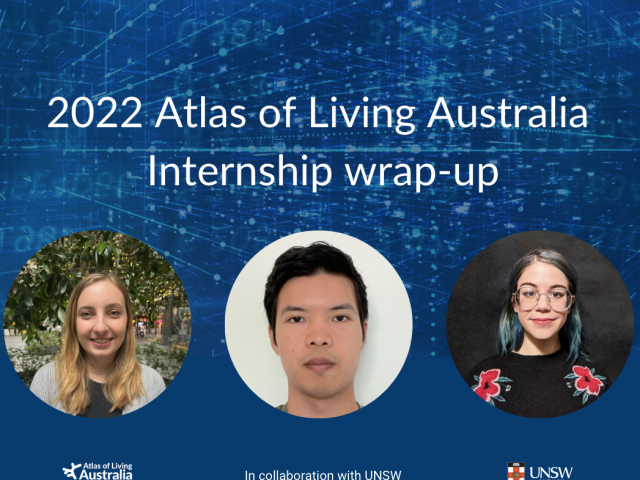 2022 Atlas of Living Australia
Internship wrap-up
Atlas of Living
Australia
In collaboration with UNSW
UNSW